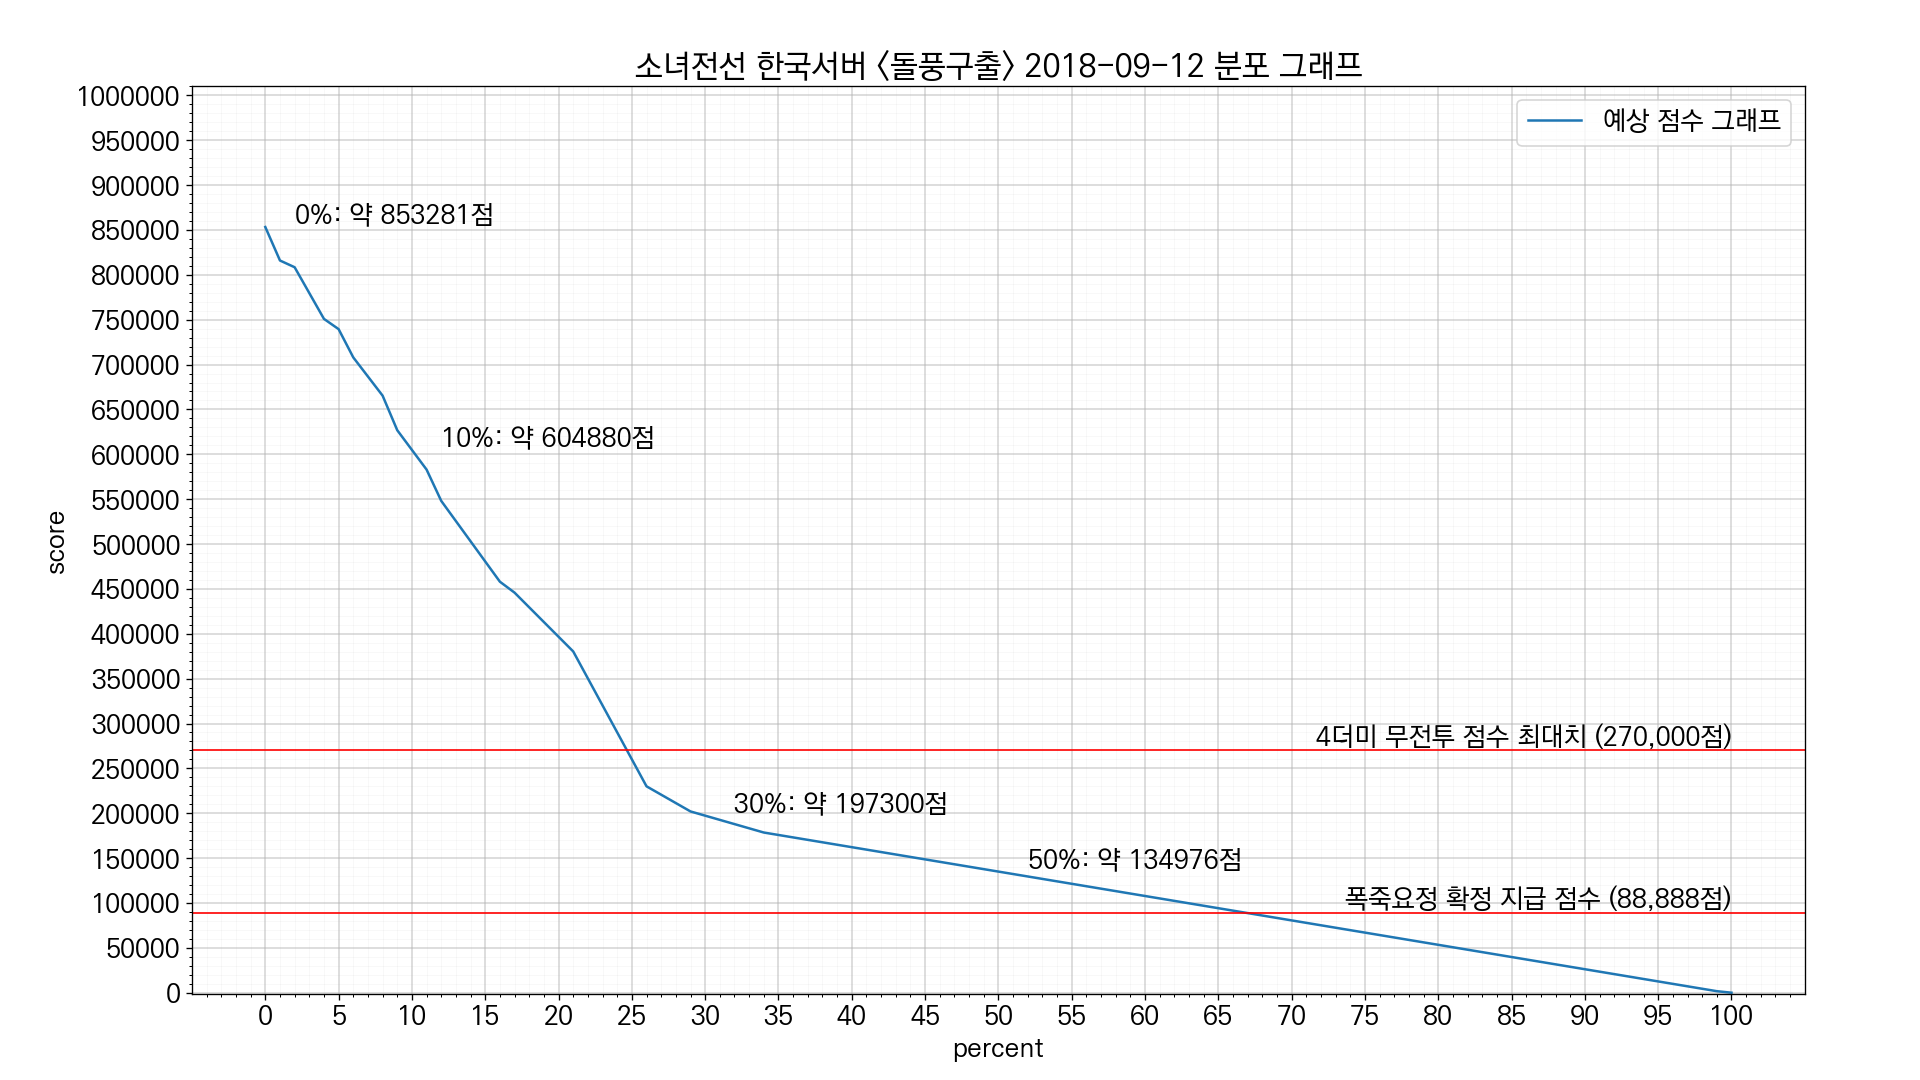 소녀전선 한국서버 <돌풍구출> 2018-09-12 분포 그래프
예상 점수 그래프
1000000
950000
900000
850000
800000
750000
700000
650000
600000
550000
500000
450000
400000
350000
300000
250000
200000
150000
100000
50000
0
score
0%: 약 853281점
10%: 약 604880점
4더미 무전투 점수 최대치 (270,000점)
30%: 약 197300점
50%: 약 134976점
폭죽요정 확정 지급 점수 (88,888점)
0 5 10 15 20 25 30 35 40 45 50 55 60 65 70 75 80 85 90 95 100
percent